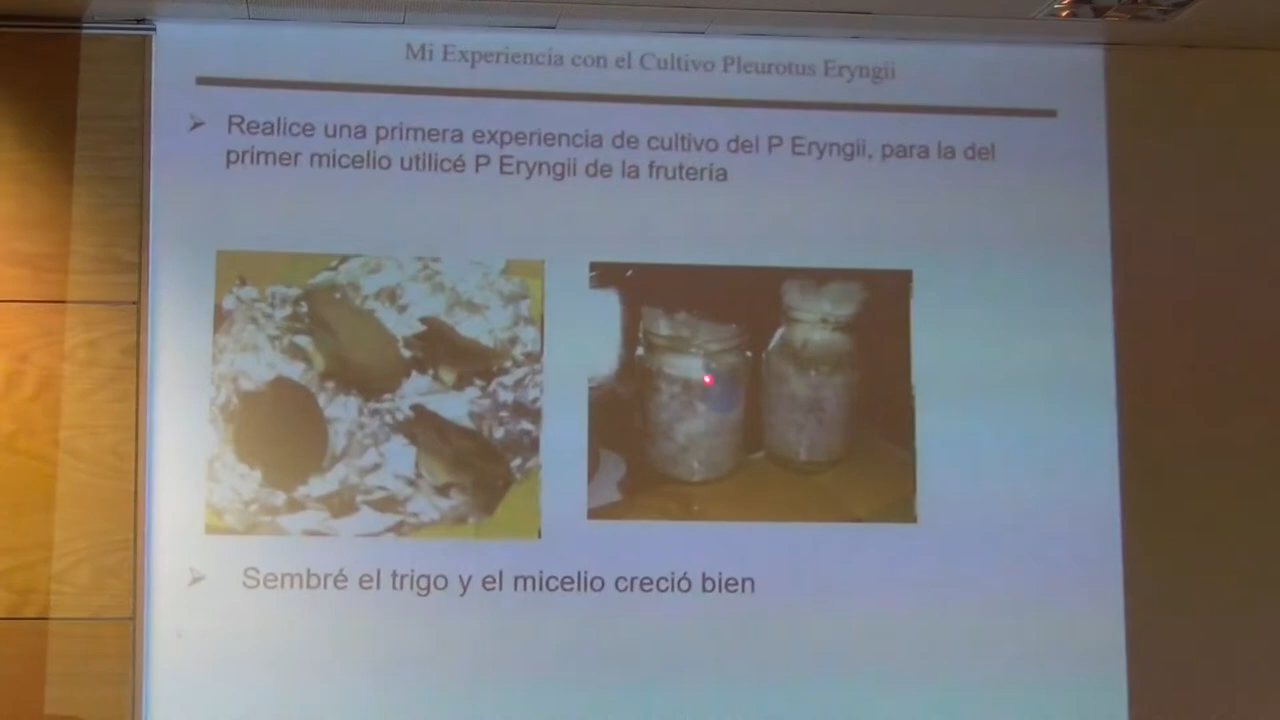 Mi Experiencia con el Cultivo Pleurotus Eryngii
Realice una primera experiencia de cultivo del P Eryngii, para la del
primer micelio utilicé P Eryngii de la frutería
Sembré el trigo y el micelio creció bien